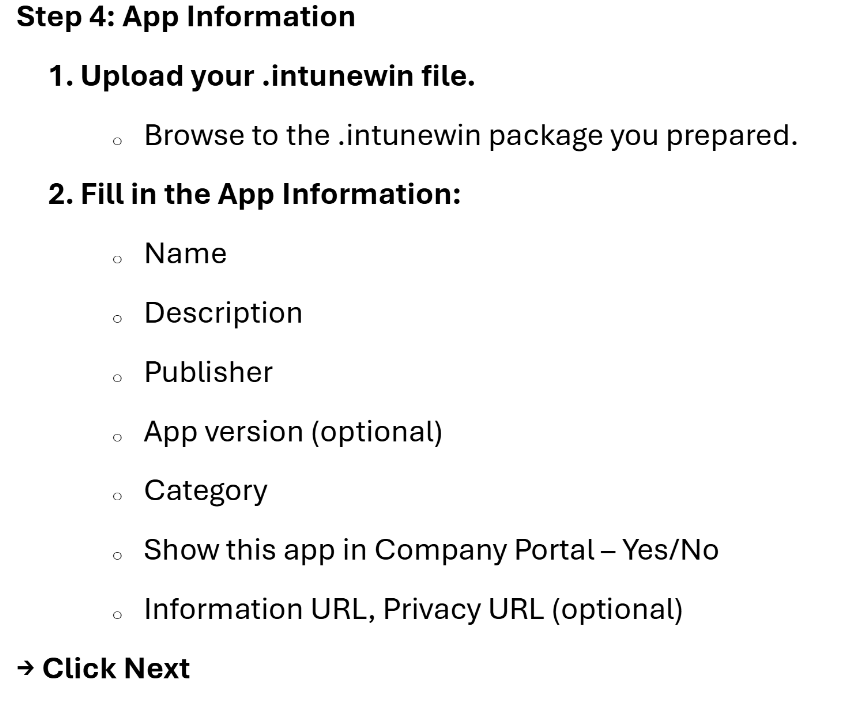 Step 4: App Information
1. Upload your .intunewin file.
○ Browse to the .intunewin package you prepared.
2. Fill in the App Information:
○ Name
○ Description
○ Publisher
○ App version (optional)
○ Category
○ Show this app in Company Portal – Yes/No
○ Information URL, Privacy URL (optional)
→ Click Next